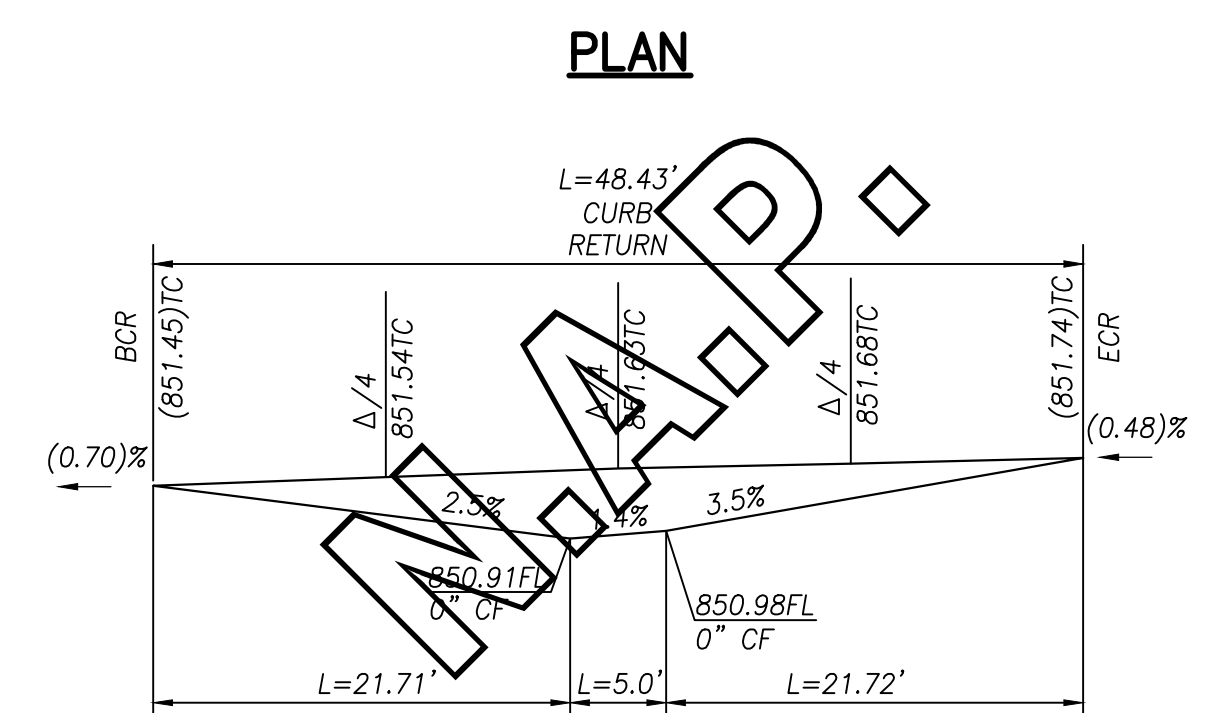 PLAN
L=48.43'
CURB
RETURN
BCR
(851.45)TC
Δ/4
851.54TC
Δ/4
851.63TC
Δ/4
851.68TC
(851.74)TC
ECR
(0.70)%
(0.48)%
2.5%
1.4%
3.5%
850.91FL
0" CF
850.98FL
0" CF
L=21.71'
L=5.0'
L=21.72'
N.A.P.